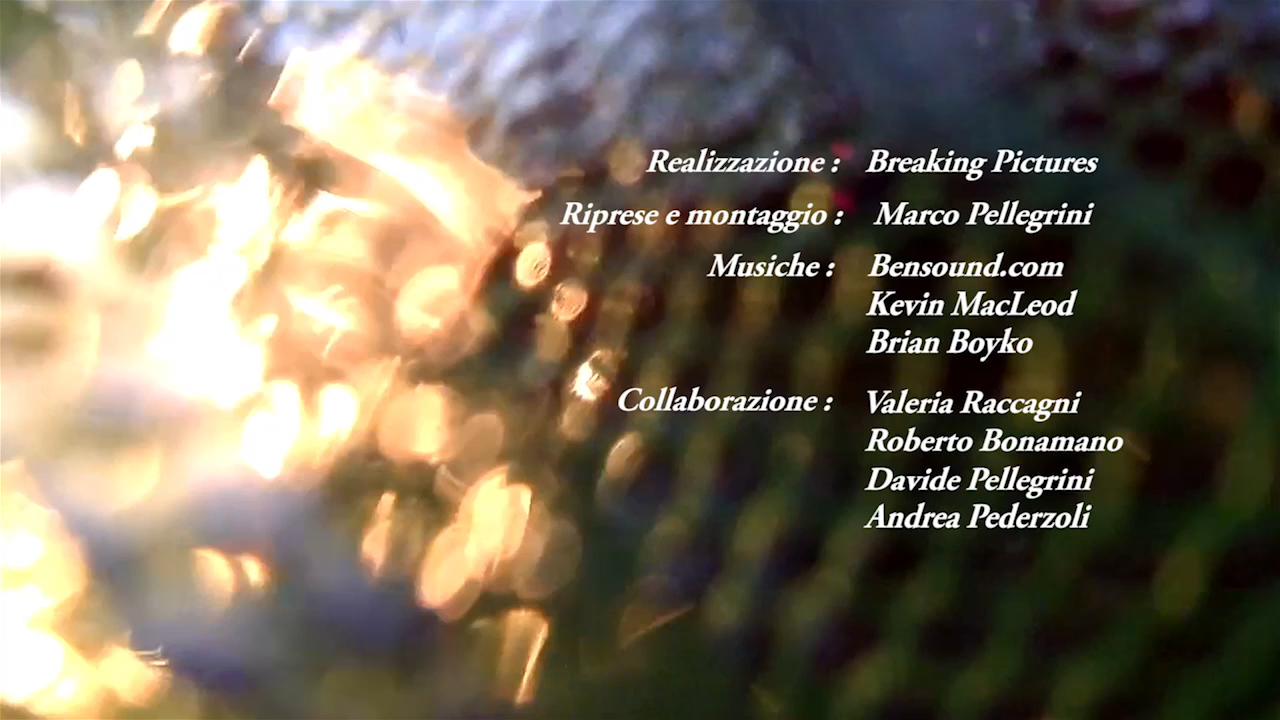 Realizzazione : Breaking Pictures
Riprese e montaggio : Marco Pellegrini
Musiche : Bensound.com
Kevin MacLeod
Brian Boyko
Collaborazione : Valeria Raccagni
Roberto Bonamano
Davide Pellegrini
Andrea Pederzoli